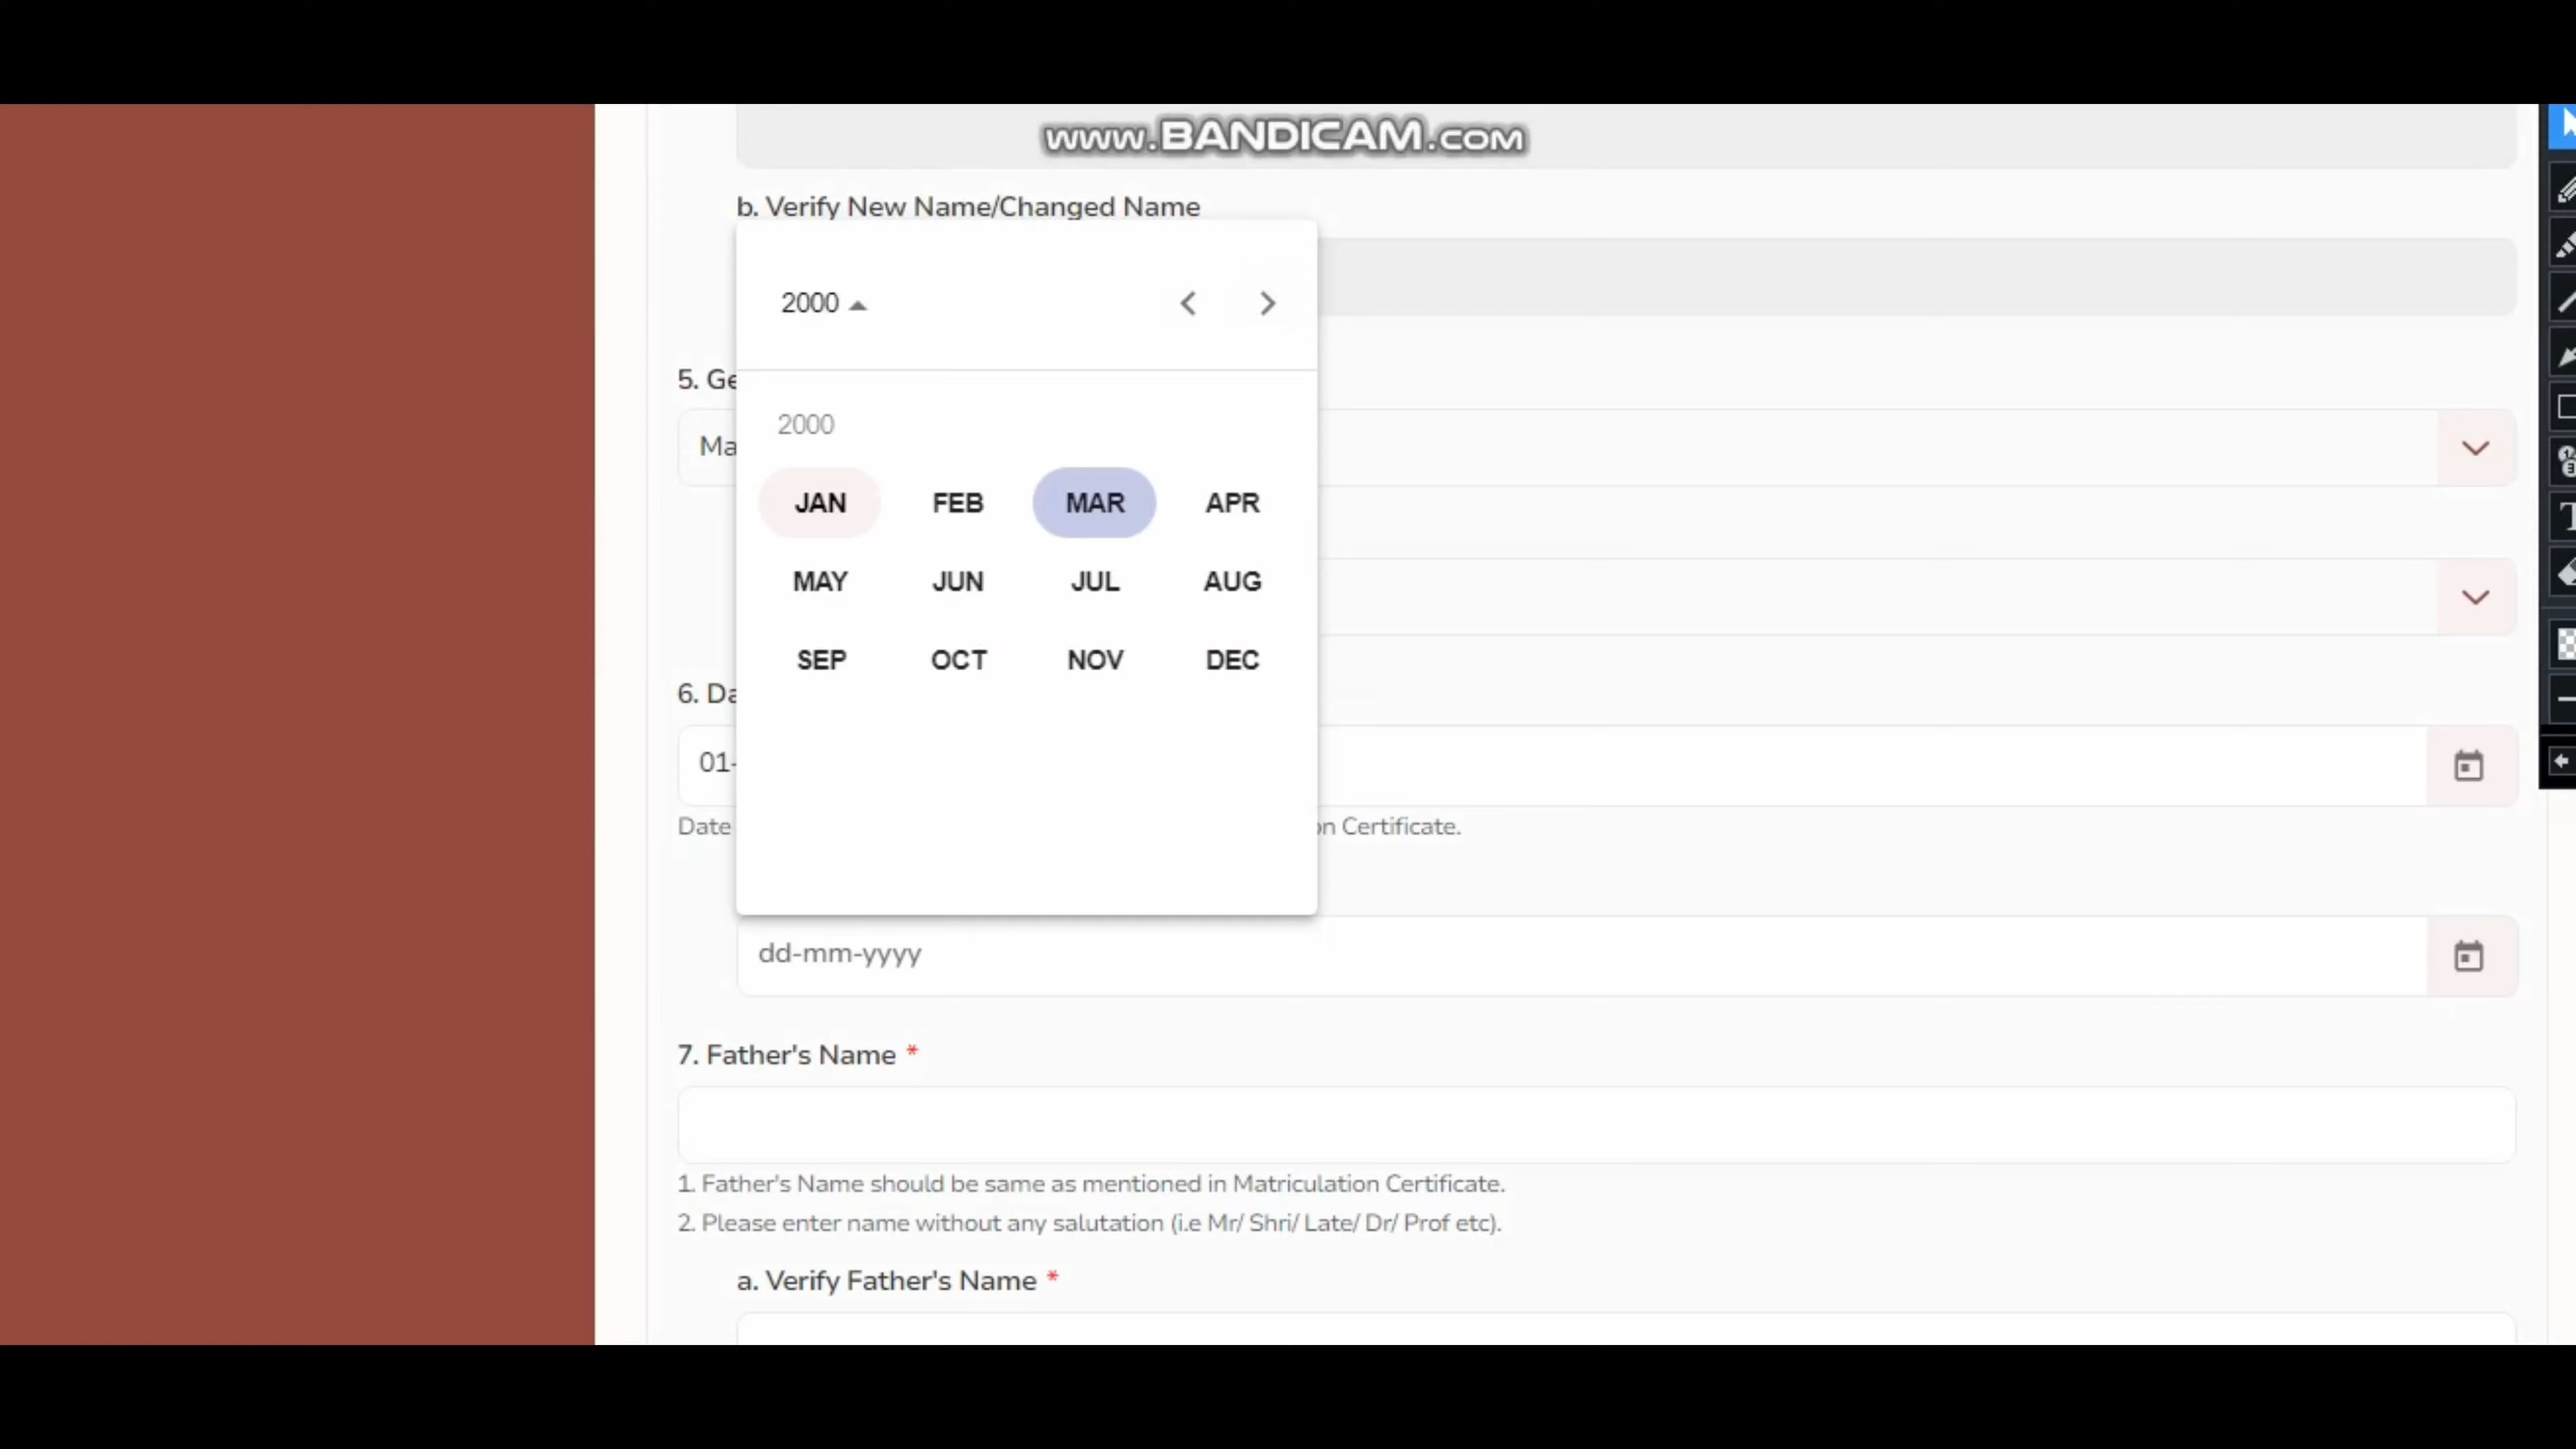 www.BANDICAM.com
b. Verify New Name/Changed Name
2000
5. Ge
2000
Ma
JAN FEB MAR APR
MAY JUN JUL AUG
SEP OCT NOV DEC
6. Da
01-
Date on Certificate.
dd-mm-yyyy
7. Father's Name *
1. Father's Name should be same as mentioned in Matriculation Certificate.
2. Please enter name without any salutation (i.e Mr/ Shri/ Late/ Dr/ Prof etc).
a. Verify Father's Name *